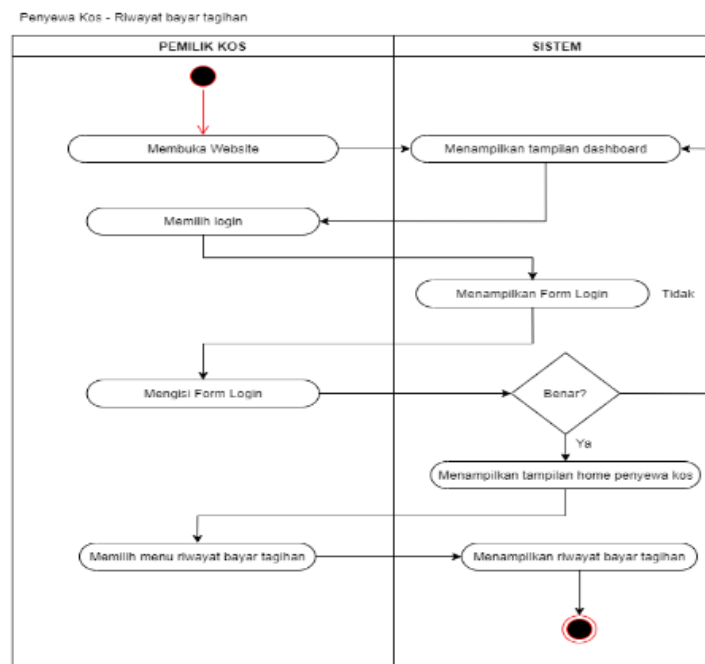 Penyewa Kos - Riwayat bayar tagihan
PEMILIK KOS
SISTEM
Membuka Website
Menampilkan tampilan dashboard
Memilih login
Menampilkan Form Login
Tidak
Mengisi Form Login
Benar?
Ya
Menampilkan tampilan home penyewa kos
Memilih menu riwayat bayar tagihan
Menampilkan riwayat bayar tagihan